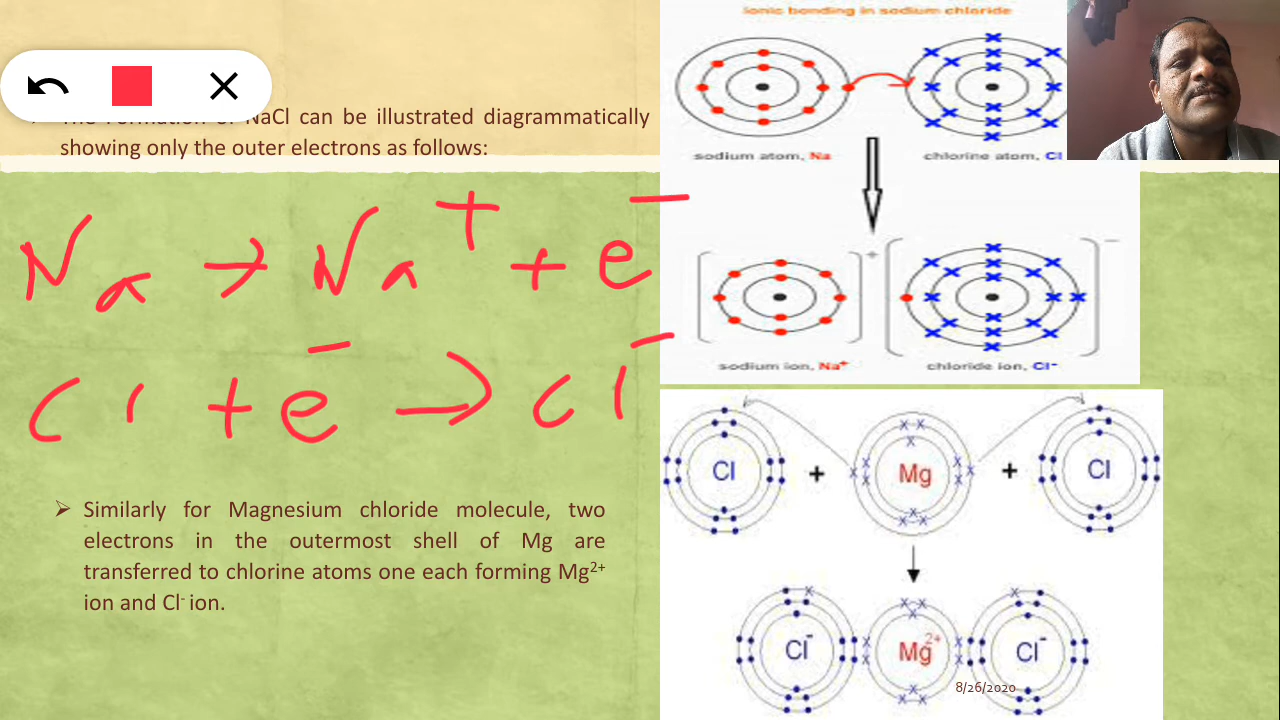 The Formation of NaCl can be illustrated diagrammatically
showing only the outer electrons as follows:
Na → Na⁺ + e⁻
Cl + e⁻ → Cl⁻
➢ Similarly for Magnesium chloride molecule, two
electrons in the outermost shell of Mg are
transferred to chlorine atoms one each forming Mg²⁺
ion and Cl⁻ ion.
ionic bonding in sodium chloride
sodium atom, Na
chlorine atom, Cl
+
−
sodium ion, Na⁺
chloride ion, Cl⁻
Cl + Mg + Cl
Cl⁻ Mg²⁺ Cl⁻
8/26/2020